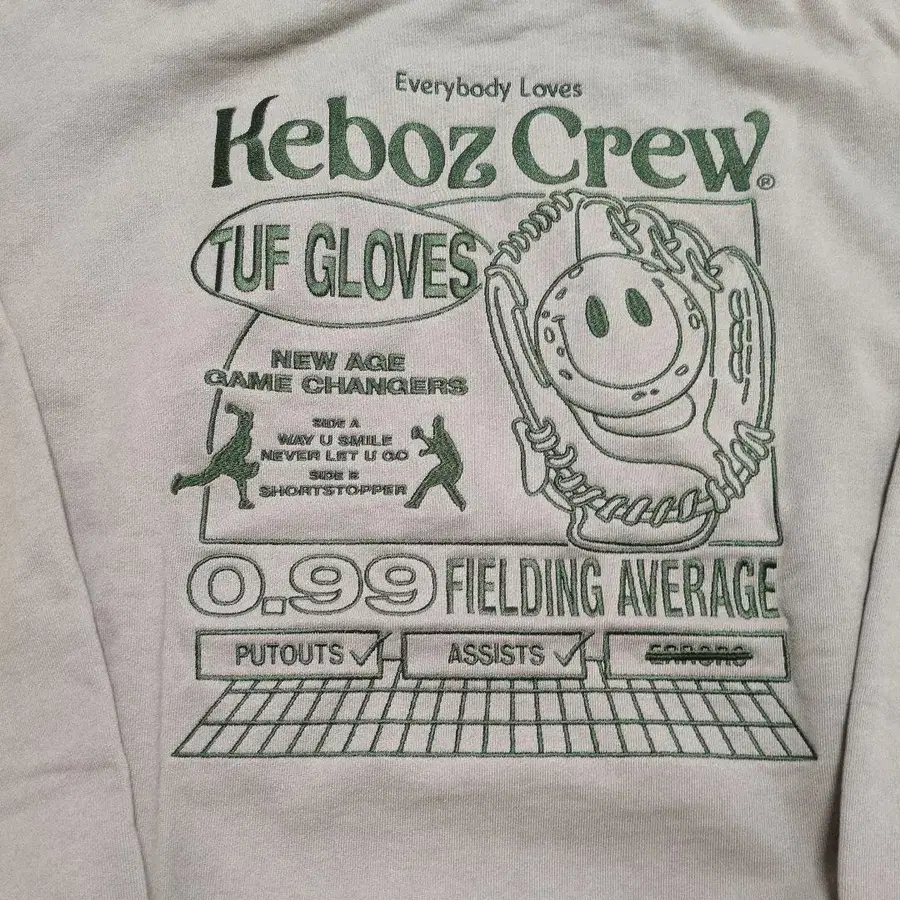 Everybody Loves
Keboz Crew®
TUF GLOVES
NEW AGE
GAME CHANGERS
SIDE A
WAY U SMILE
NEVER LET U GO
SIDE B
SHORTSTOPPER
0.99 FIELDING AVERAGE
PUTOUTS ASSISTS ERRORS